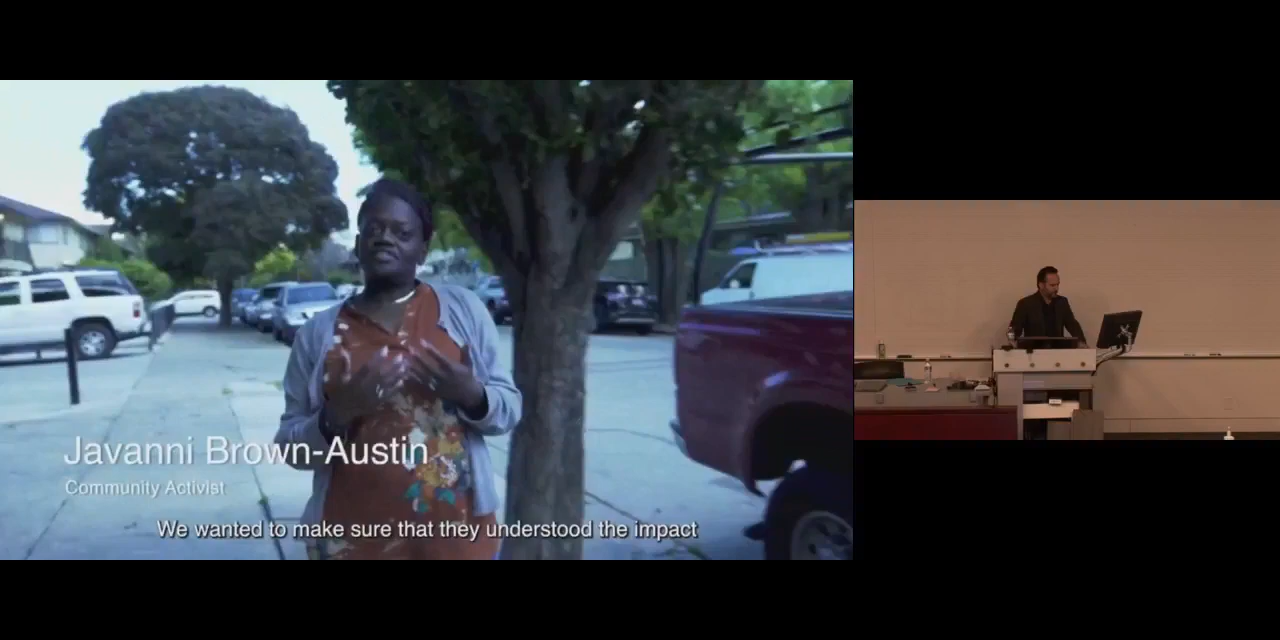 Javanni Brown-Austin
Community Activist
We wanted to make sure that they understood the impact